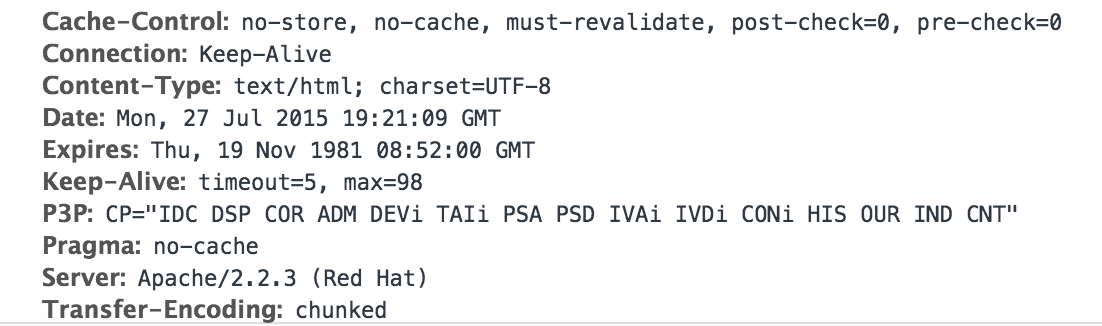 Cache-Control: no-store, no-cache, must-revalidate, post-check=0, pre-check=0
Connection: Keep-Alive
Content-Type: text/html; charset=UTF-8
Date: Mon, 27 Jul 2015 19:21:09 GMT
Expires: Thu, 19 Nov 1981 08:52:00 GMT
Keep-Alive: timeout=5, max=98
P3P: CP="IDC DSP COR ADM DEVi TAIi PSA PSD IVAi IVDi CONi HIS OUR IND CNT"
Pragma: no-cache
Server: Apache/2.2.3 (Red Hat)
Transfer-Encoding: chunked